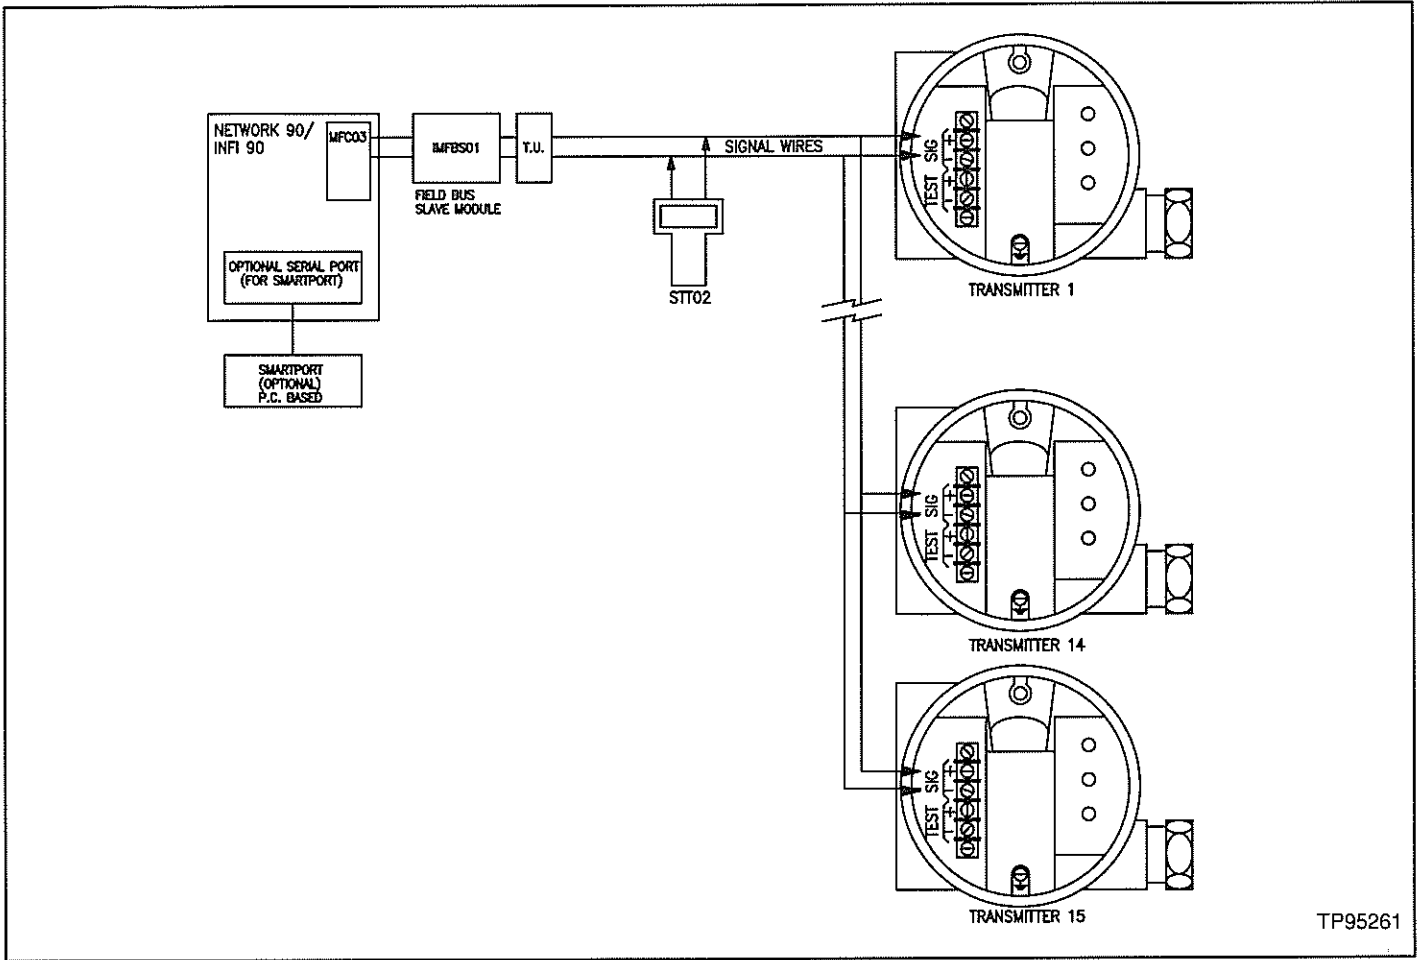 NETWORK 90/
INFI 90
MFC03
IMFBS01
T.U.
FIELD BUS
SLAVE MODULE
SIGNAL WIRES
OPTIONAL SERIAL PORT
(FOR SMARTPORT)
SMARTPORT
(OPTIONAL)
P.C. BASED
STT02
SIG
+
-
TEST
+
-
TRANSMITTER 1
SIG
+
-
TEST
+
-
TRANSMITTER 14
SIG
+
-
TEST
+
-
TRANSMITTER 15
TP95261